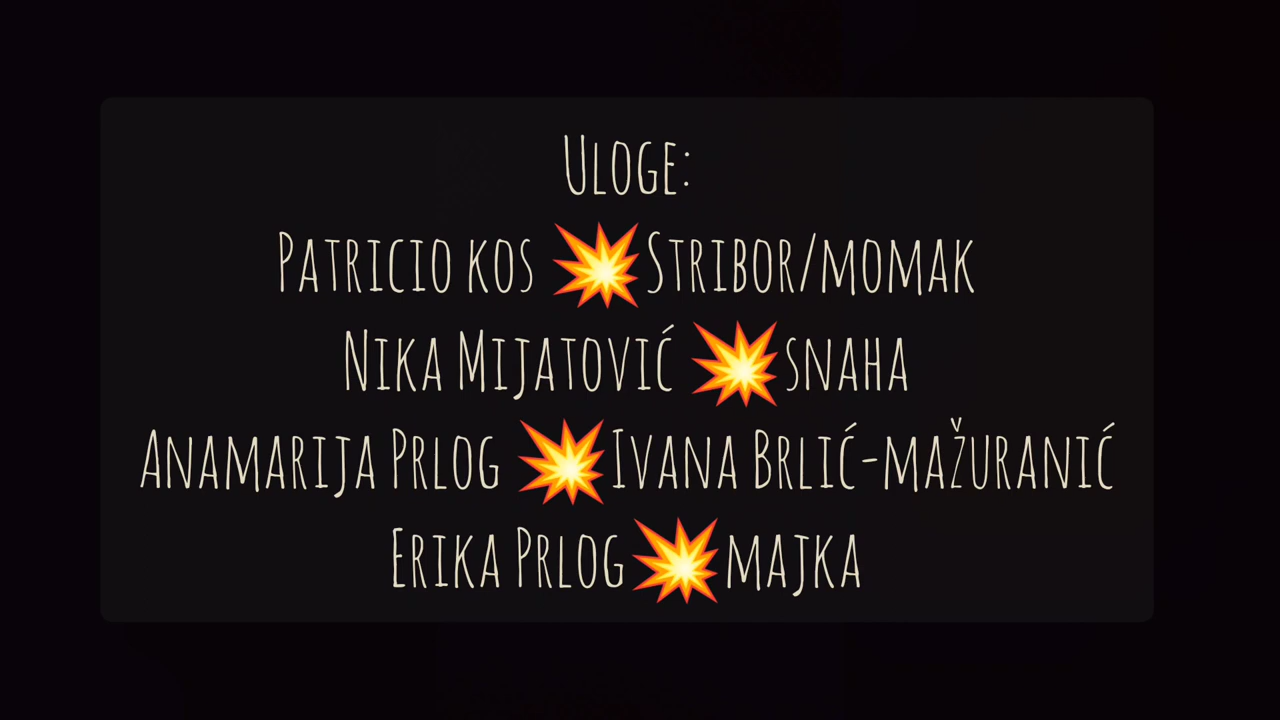 Uloge:
Patricio kos 💥Stribor/momak
Nika Mijatović 💥snaha
Anamarija Prlog 💥Ivana Brlić-mažuranić
Erika Prlog💥majka